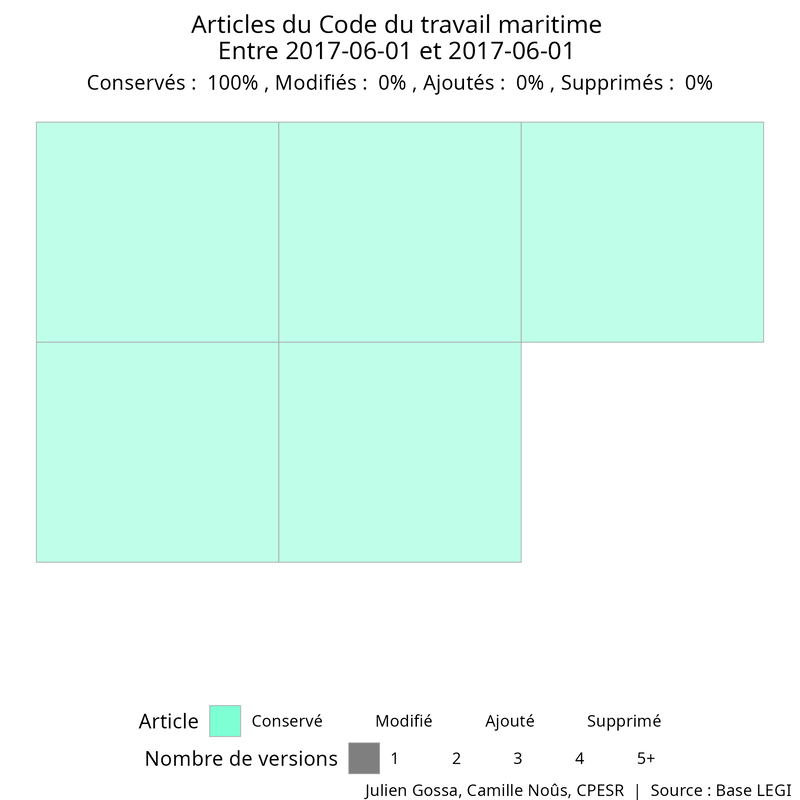 Articles du Code du travail maritime
Entre 2017-06-01 et 2017-06-01
Conservés :  100% , Modifiés :  0% , Ajoutés :  0% , Supprimés :  0%
Article Conservé Modifié Ajouté Supprimé
Nombre de versions 1 2 3 4 5+
Julien Gossa, Camille Noûs, CPESR  |  Source : Base LEGI